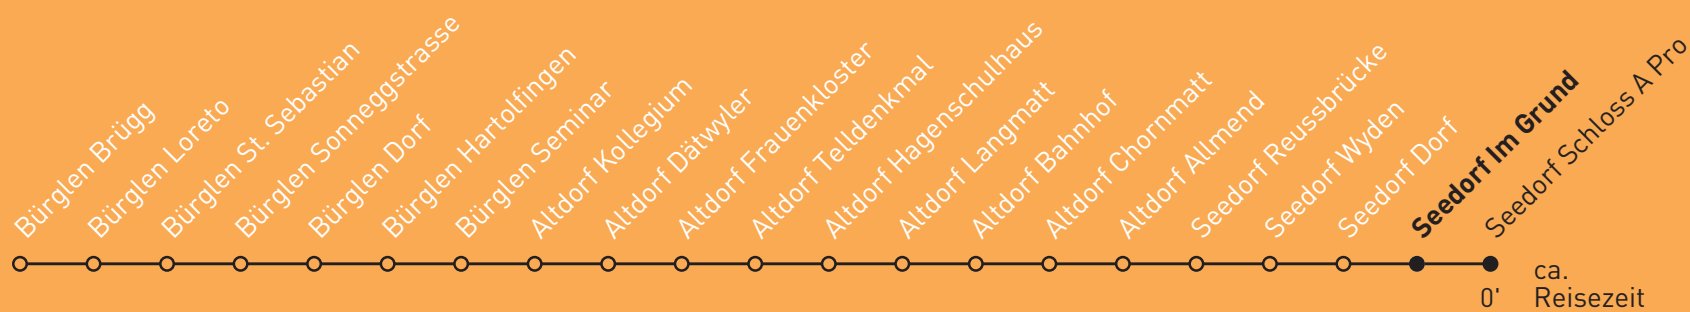 Bürglen Brügg
Bürglen Loreto
Bürglen St. Sebastian
Bürglen Sonneggstrasse
Bürglen Dorf
Bürglen Hartolfingen
Bürglen Seminar
Altdorf Kollegium
Altdorf Dätwyler
Altdorf Frauenkloster
Altdorf Telldenkmal
Altdorf Hagenschulhaus
Altdorf Langmatt
Altdorf Bahnhof
Altdorf Chornmatt
Altdorf Allmend
Seedorf Reussbrücke
Seedorf Wyden
Seedorf Dorf
Seedorf Im Grund
Seedorf Schloss A Pro
ca.
0' Reisezeit